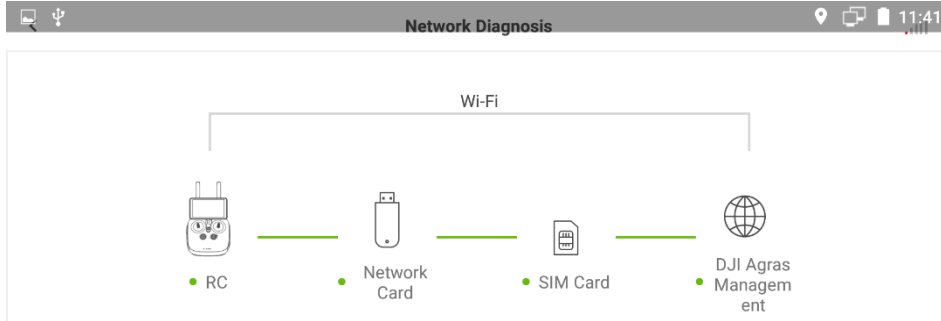 11:41
Network Diagnosis
Wi-Fi
RC
Network
Card
SIM Card
DJI Agras
Managem
ent